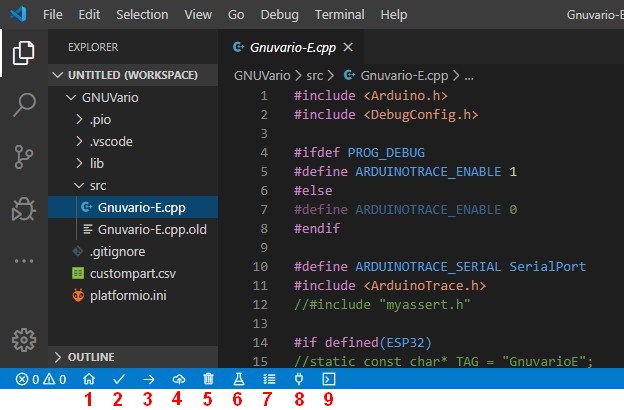 File Edit Selection View Go Debug Terminal Help Gnuvario-E
EXPLORER
UNTITLED (WORKSPACE)
GNUVario
.pio
.vscode
lib
src
Gnuvario-E.cpp
Gnuvario-E.cpp.old
.gitignore
custompart.csv
platformio.ini
OUTLINE
Gnuvario-E.cpp
GNUVario > src > Gnuvario-E.cpp > ...
1 #include <Arduino.h>
2 #include <DebugConfig.h>
3
4 #ifdef PROG_DEBUG
5 #define ARDUINOTRACE_ENABLE 1
6 #else
7 #define ARDUINOTRACE_ENABLE 0
8 #endif
9
10 #define ARDUINOTRACE_SERIAL SerialPort
11 #include <ArduinoTrace.h>
12 //#include "myassert.h"
13
14 #if defined(ESP32)
15 //static const char* TAG = "GnuvarioE";
0 0
1 2 3 4 5 6 7 8 9